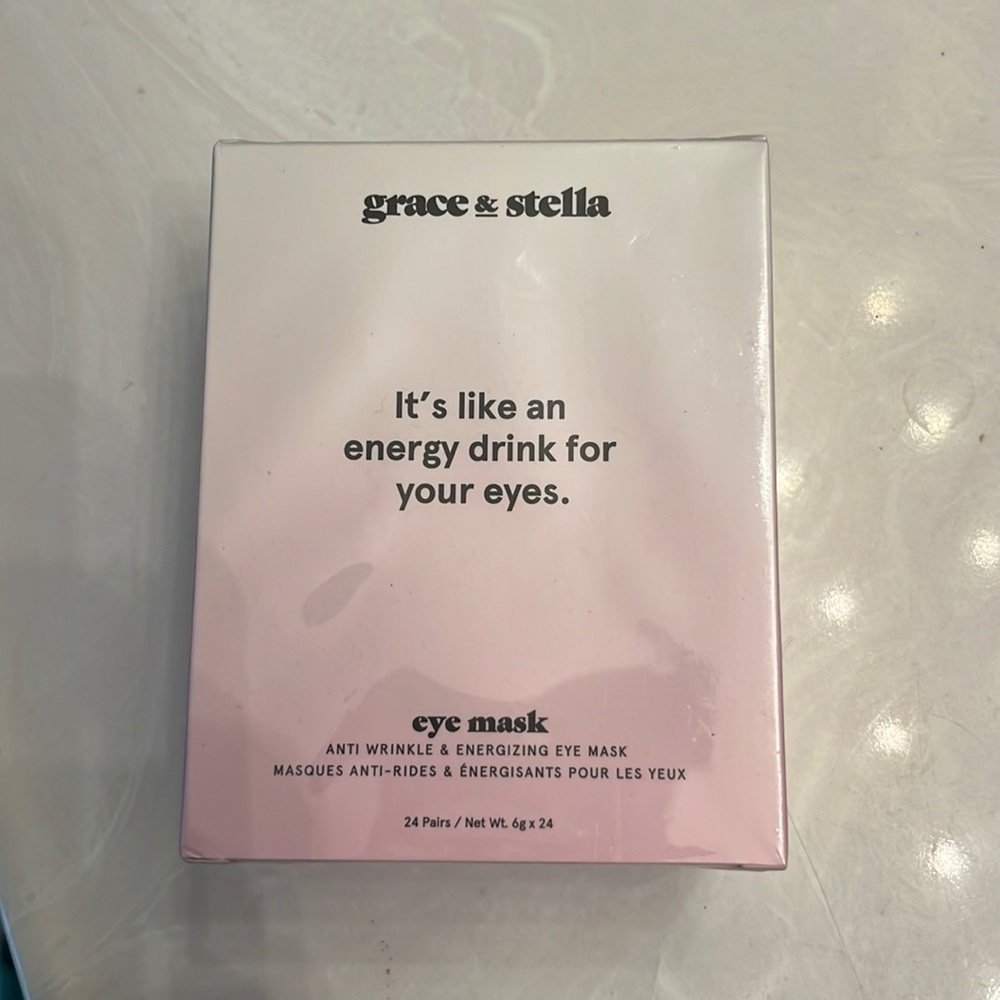 grace & stella
It's like an
energy drink for
your eyes.
eye mask
ANTI WRINKLE & ENERGIZING EYE MASK
MASQUES ANTI-RIDES & ÉNERGISANTS POUR LES YEUX
24 Pairs / Net Wt. 6g x 24